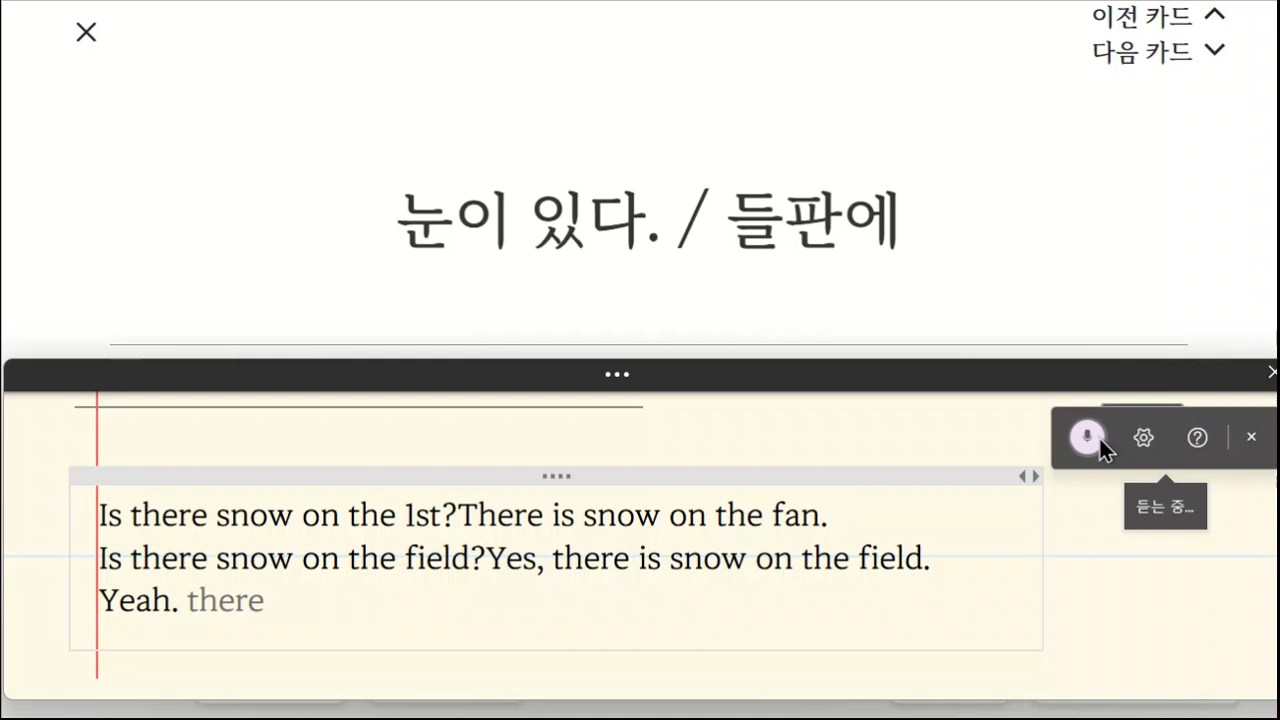 이전 카드
다음 카드
눈이 있다. / 들판에
듣는 중...
Is there snow on the 1st?There is snow on the fan.
Is there snow on the field?Yes, there is snow on the field.
Yeah. there